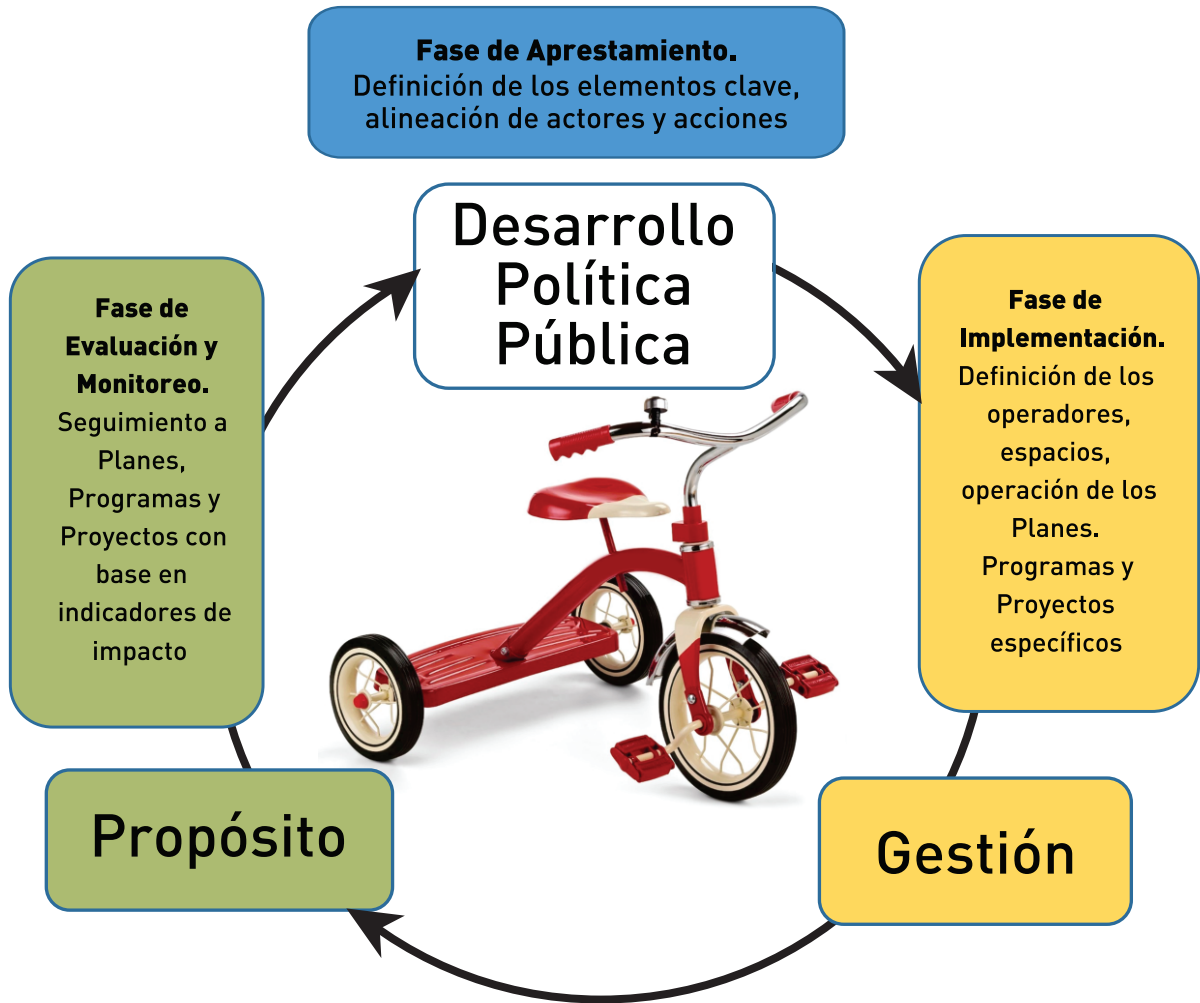 Fase de Aprestamiento.
Definición de los elementos clave,
alineación de actores y acciones
Desarrollo
Política
Pública
Fase de
Evaluación y
Monitoreo.
Seguimiento a
Planes,
Programas y
Proyectos con
base en
indicadores de
impacto
Fase de
Implementación.
Definición de los
operadores,
espacios,
operación de los
Planes.
Programas y
Proyectos
específicos
Propósito
Gestión